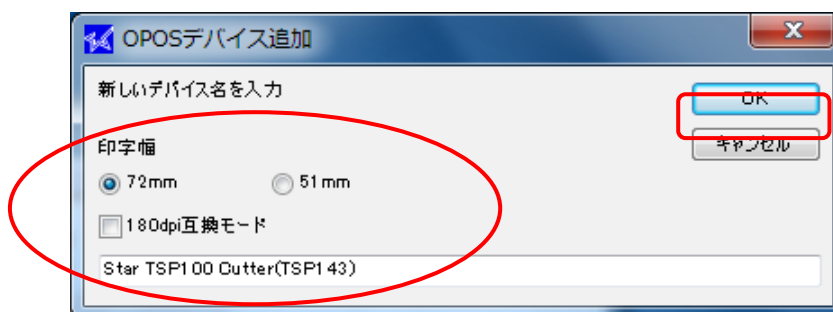 OPOSデバイス追加
新しいデバイス名を入力
OK
印字幅
キャンセル
72mm
51mm
180dpi互換モード
Star TSP100 Cutter(TSP143)